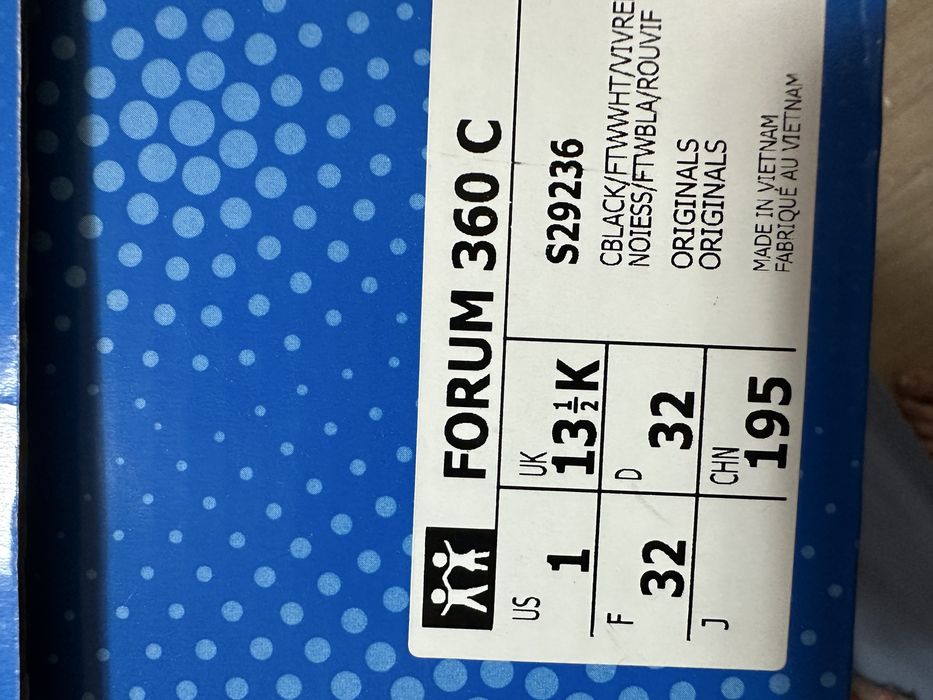 FORUM 360 C
US
1
UK
13½K
F
32
D
32
J
CHN
195
S29236
CBLACK/FTWWHT/VIVRE
NOIESS/FTWBLA/ROUVIF
ORIGINALS
ORIGINALS
MADE IN VIETNAM
FABRIQUÉ AU VIETNAM